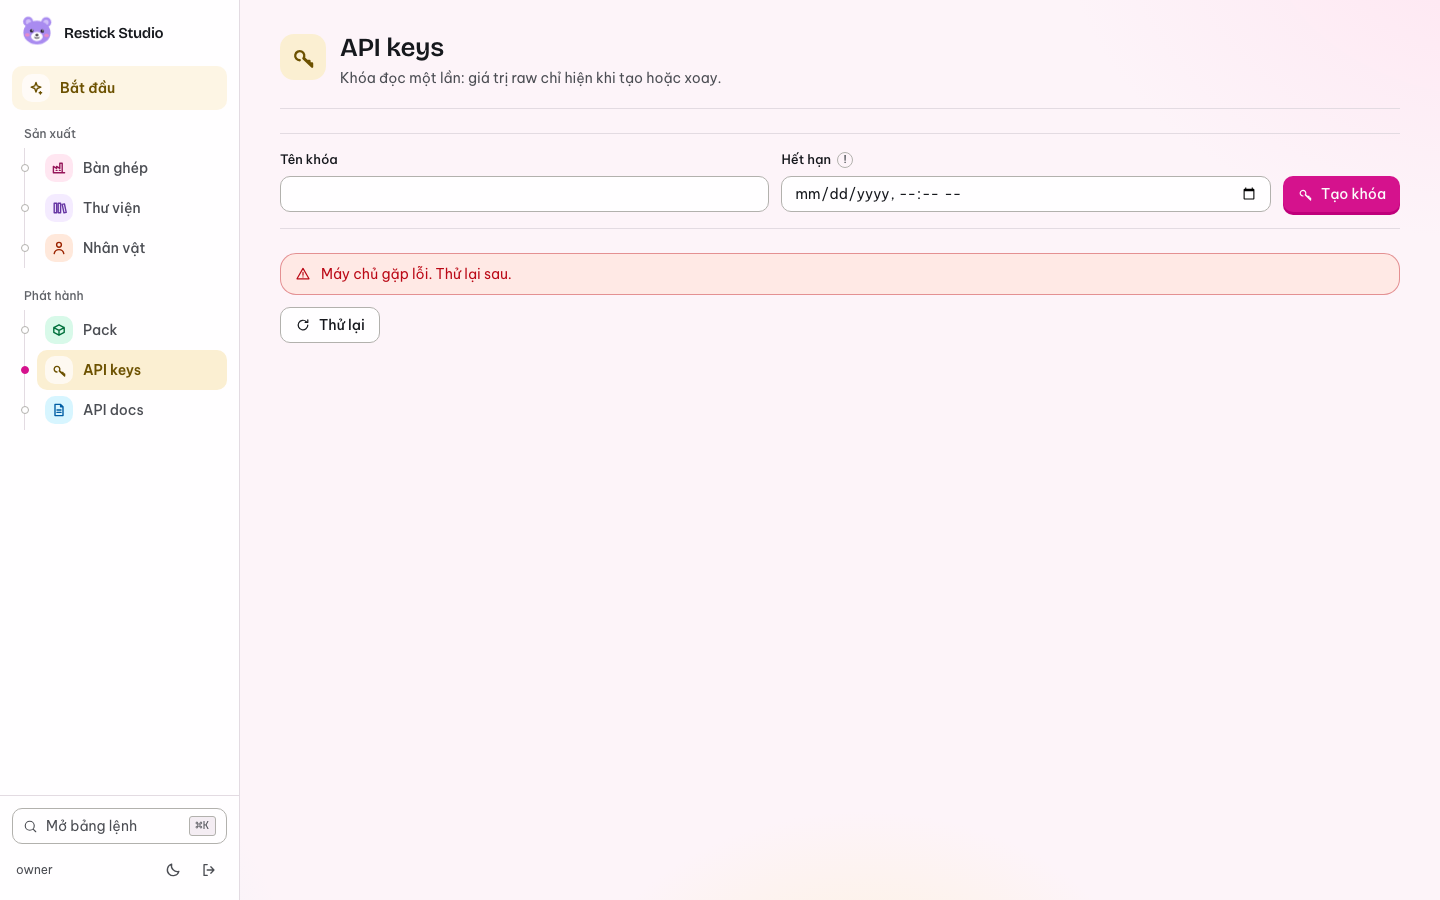 Restick Studio
Bắt đầu
Sản xuất
Bàn ghép
Thư viện
Nhân vật
Phát hành
Pack
API keys
API docs
Mở bảng lệnh
⌘K
owner
API keys
Khóa đọc một lần: giá trị raw chỉ hiện khi tạo hoặc xoay.
Tên khóa
Hết hạn !
mm/dd/yyyy, --:-- --
Tạo khóa
Máy chủ gặp lỗi. Thử lại sau.
Thử lại